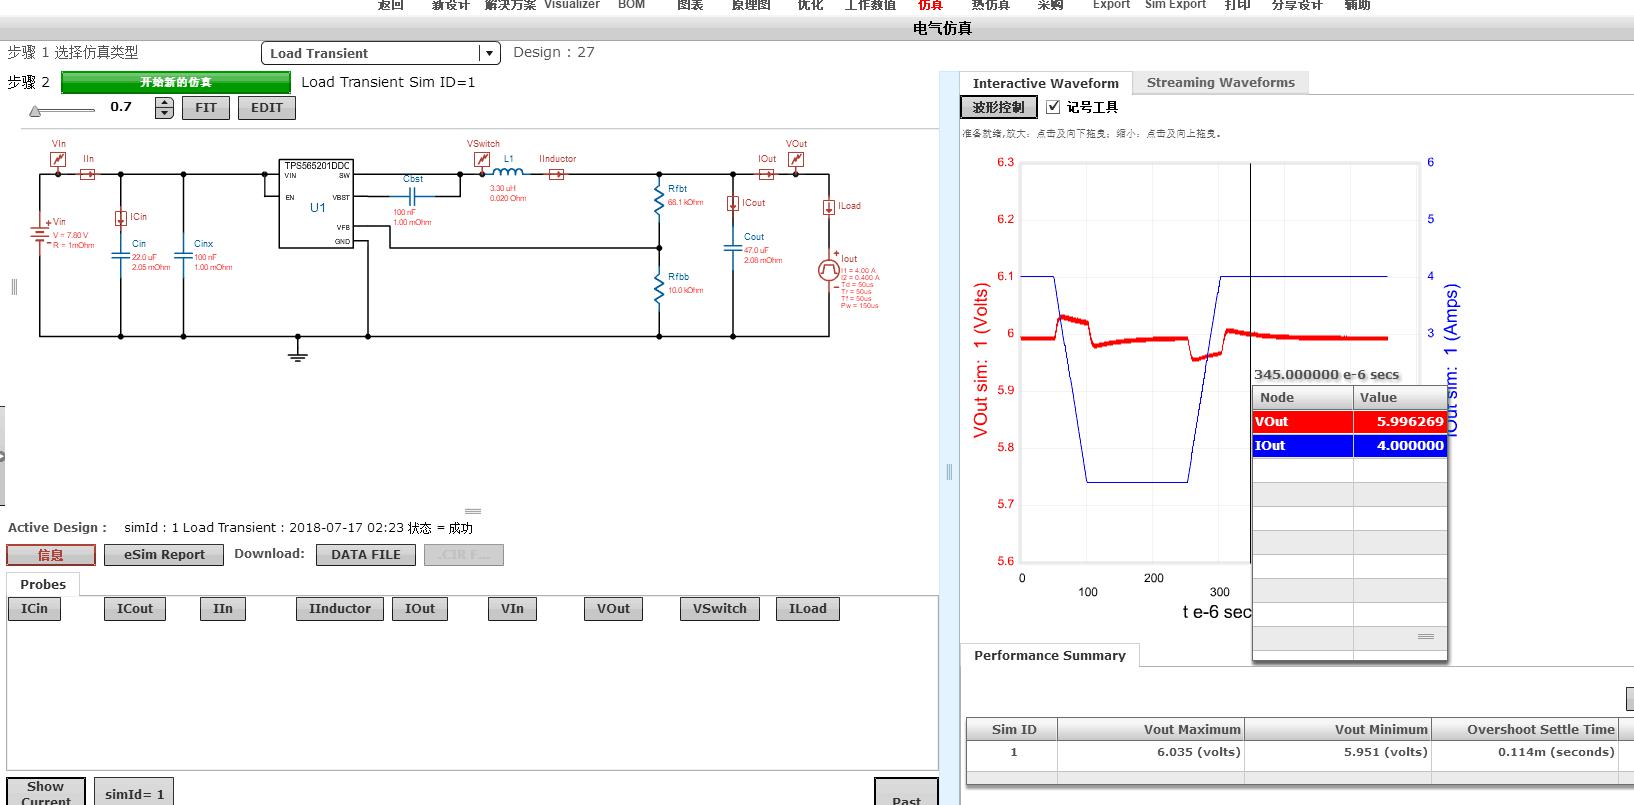 返回 新设计 解决方案 Visualizer BOM 图表 原理图 优化 工作数值 仿真 热仿真 采购 Export Sim Export 打印 分享设计 辅助
电气仿真
步骤 1 选择仿真类型 Load Transient Design : 27
步骤 2 开始新的仿真 Load Transient Sim ID=1
0.7 FIT EDIT
VIn
IIn
TPS565201DDC
VIN SW
EN VBST
U1
VFB
GND
VSwitch
L1
3.30 uH
0.020 Ohm
IInductor
Cbst
100 nF
1.00 mOhm
IOut
VOut
Vin
V = 7.80 V
R = 1mOhm
ICin
Cin
22.0 uF
2.05 mOhm
Cinx
100 nF
1.00 mOhm
Rfbt
68.1 kOhm
Rfbb
10.0 kOhm
ICout
Cout
47.0 uF
2.08 mOhm
ILoad
Iout
I1 = 4.00 A
I2 = 0.400 A
Td = 50us
Tr = 50us
Tf = 50us
Pw = 150us
Active Design : simId : 1 Load Transient : 2018-07-17 02:23 状态 = 成功
信息 eSim Report Download: DATA FILE .CIR F...
Probes
ICin ICout IIn IInductor IOut VIn VOut VSwitch ILoad
Show Current
simId= 1
Past
Interactive Waveform Streaming Waveforms
波形控制 记号工具
准备就绪,放大: 点击及向下拖曳; 缩小: 点击及向上拖曳。
6.3
6.2
6.1
6
5.9
5.8
5.7
5.6
VOut sim: 1 (Volts)
6
5
4
3
IOut sim: 1 (Amps)
0 100 200 300
t e-6 sec
345.000000 e-6 secs
Node Value
VOut 5.996269
IOut 4.000000
Performance Summary
Sim ID Vout Maximum Vout Minimum Overshoot Settle Time
1 6.035 (volts) 5.951 (volts) 0.114m (seconds)